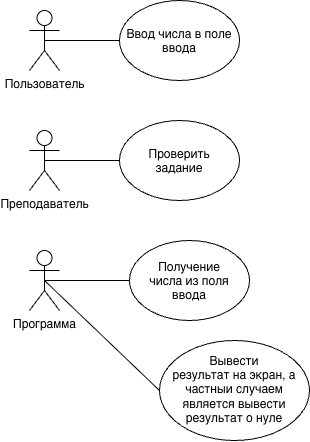 Ввод числа в поле
ввода
Пользователь
Проверить
задание
Преподаватель
Получение
числа из поля
ввода
Программа
Вывести
результат на экран, а
частным случаем
является вывести
результат о нуле